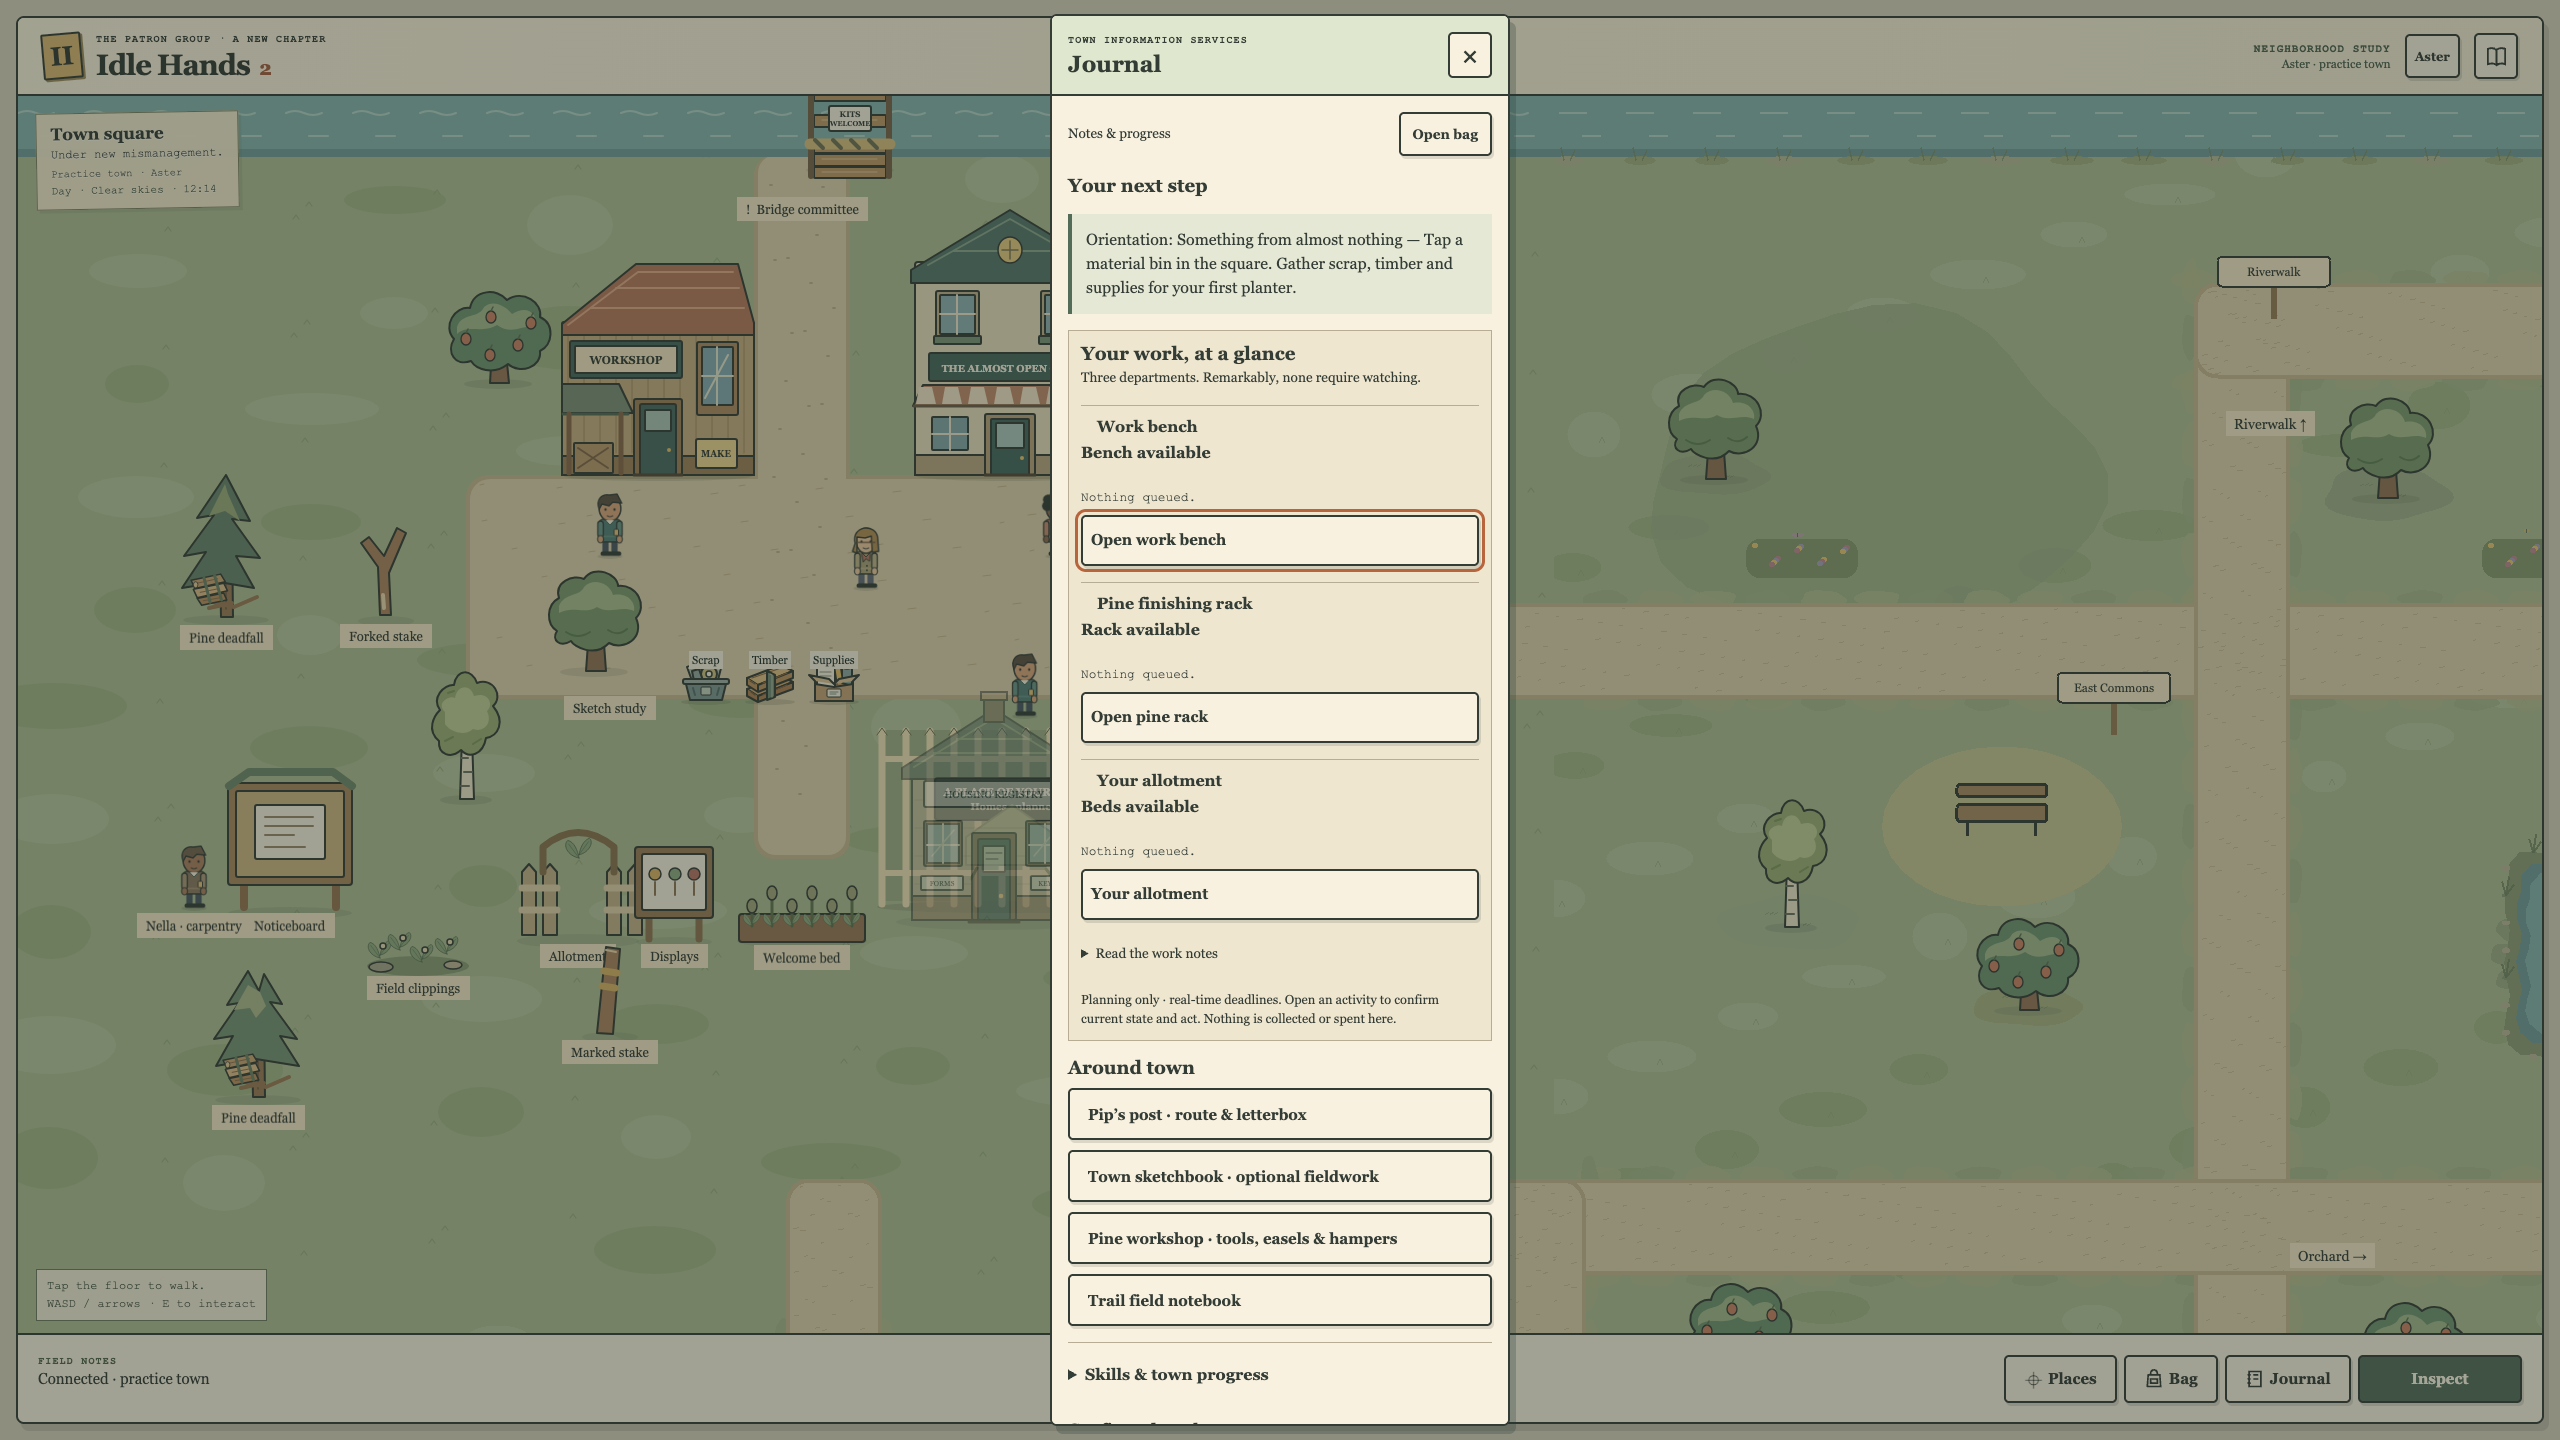 II
THE PATRON GROUP · A NEW CHAPTER
Idle Hands 2
NEIGHBORHOOD STUDY
Aster · practice town
Aster
Town square
Under new mismanagement.
Practice town · Aster
Day · Clear skies · 12:14
KITS
WELCOME
! Bridge committee
WORKSHOP
MAKE
THE ALMOST OPEN
Pine deadfall
Forked stake
Sketch study
Scrap
Timber
Supplies
HOUSING REGISTRY
A PLACE OF YOUR
FORMS
Nella · carpentry
Noticeboard
Allotment
Displays
Welcome bed
Field clippings
Marked stake
Pine deadfall
Tap the floor to walk.
WASD / arrows · E to interact
TOWN INFORMATION SERVICES
Journal
×
Notes & progress
Open bag
Your next step
Orientation: Something from almost nothing — Tap a
material bin in the square. Gather scrap, timber and
supplies for your first planter.
Your work, at a glance
Three departments. Remarkably, none require watching.
Work bench
Bench available
Nothing queued.
Open work bench
Pine finishing rack
Rack available
Nothing queued.
Open pine rack
Your allotment
Beds available
Nothing queued.
Your allotment
▶ Read the work notes
Planning only · real-time deadlines. Open an activity to confirm
current state and act. Nothing is collected or spent here.
Around town
Pip’s post · route & letterbox
Town sketchbook · optional fieldwork
Pine workshop · tools, easels & hampers
Trail field notebook
▶ Skills & town progress
Riverwalk
Riverwalk ↑
East Commons
Orchard →
FIELD NOTES
Connected · practice town
Places
Bag
Journal
Inspect